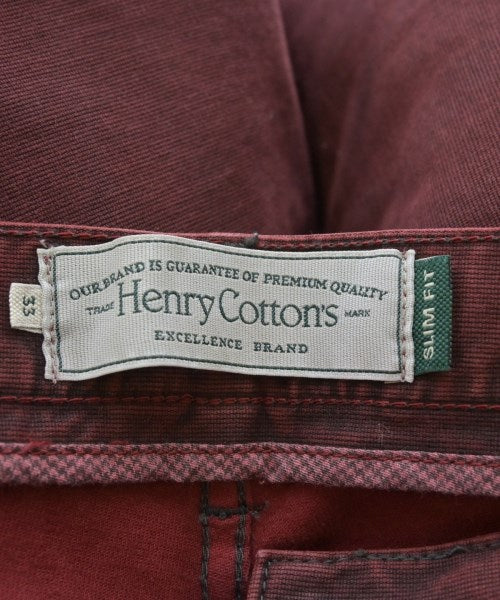 OUR BRAND IS GUARANTEE OF PREMIUM QUALITY
TRADE Henry Cotton's MARK
EXCELLENCE BRAND
33
SLIM FIT